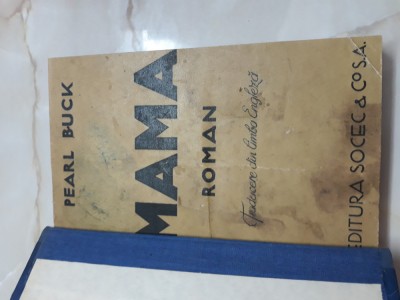 PEARL BUCK
MAMA
ROMAN
Traducere din limba Engleză
EDITURA SOCEC & Co S.A.